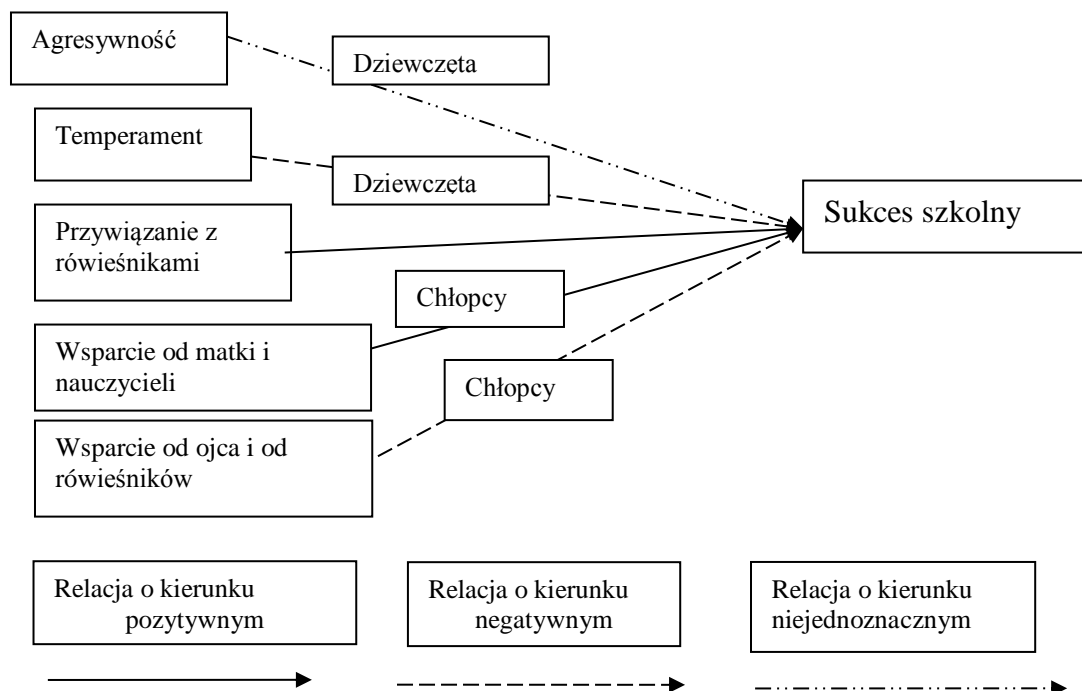 Agresywność
Dziewczęta
Temperament
Dziewczęta
Sukces szkolny
Przywiązanie z
rówieśnikami
Chłopcy
Wsparcie od matki i
nauczycieli
Chłopcy
Wsparcie od ojca i od
rówieśników
Relacja o kierunku
pozytywnym
Relacja o kierunku
negatywnym
Relacja o kierunku
niejednoznacznym